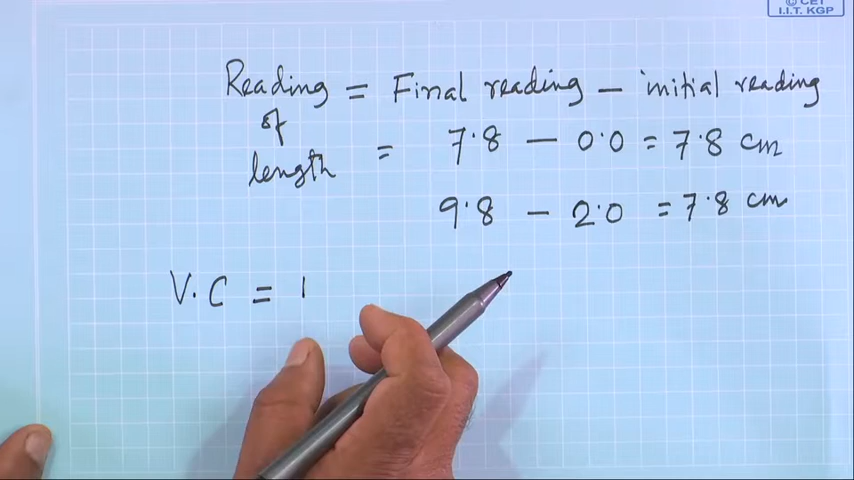 © CET
I.I.T. KGP
Reading = Final reading - initial reading
of
length = 7.8 - 0.0 = 7.8 cm
9.8 - 2.0 = 7.8 cm
V.C = 1